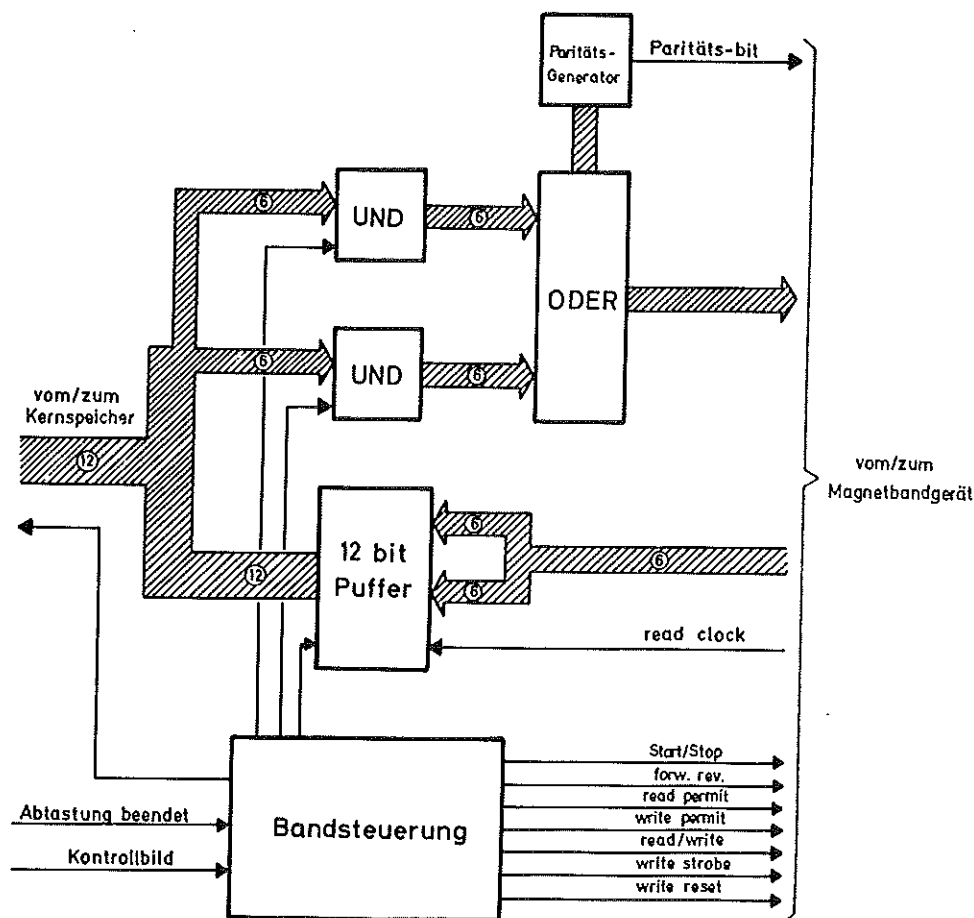 Paritäts-
Generator
Paritäts-bit
6
UND
6
ODER
6
UND
6
vom/zum
Kernspeicher
12
vom/zum
Magnetbandgerät
12 bit
Puffer
6
6
6
12
read clock
Bandsteuerung
Abtastung beendet
Kontrollbild
Start/Stop
forw. rev.
read permit
write permit
read/write
write strobe
write reset